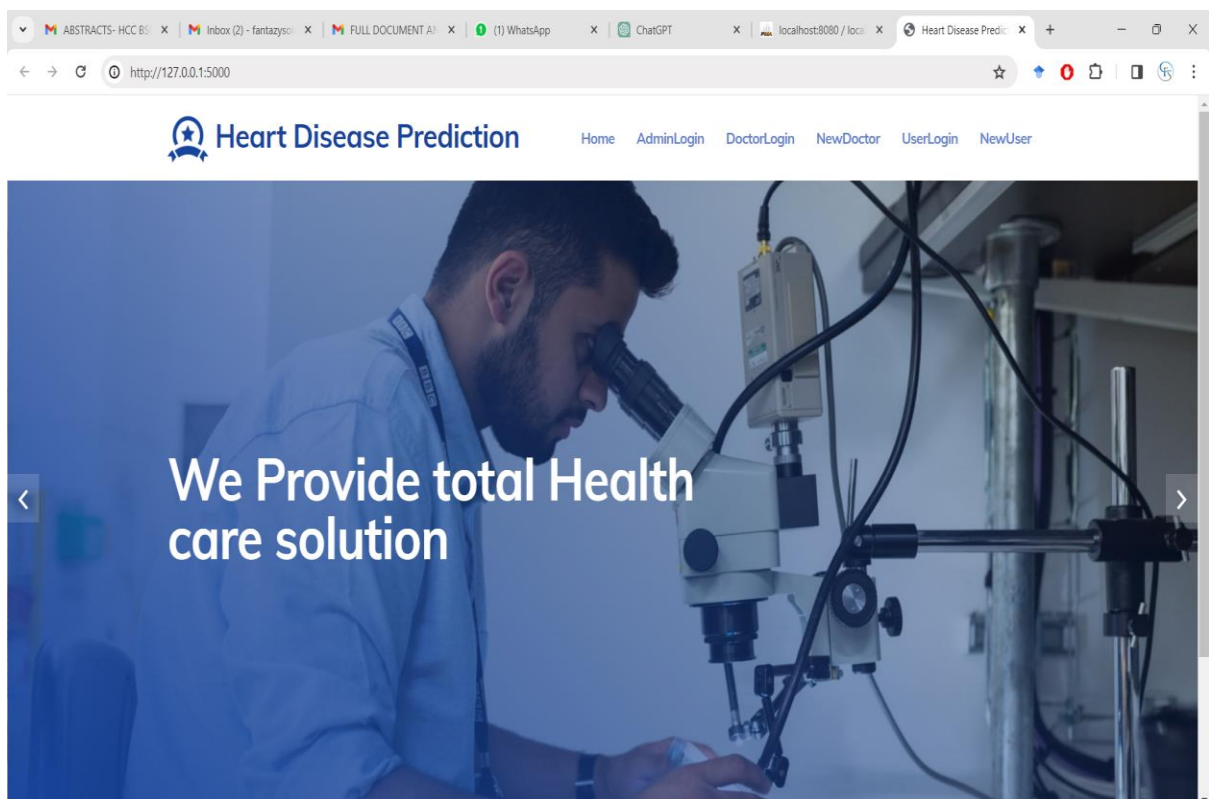 ABSTRACTS- HCC BS
Inbox (2) - fantazysol
FULL DOCUMENT AN
(1) WhatsApp
ChatGPT
localhost:8080 / loca
Heart Disease Predic
http://127.0.0.1:5000
Heart Disease Prediction
Home AdminLogin DoctorLogin NewDoctor UserLogin NewUser
We Provide total Health
care solution